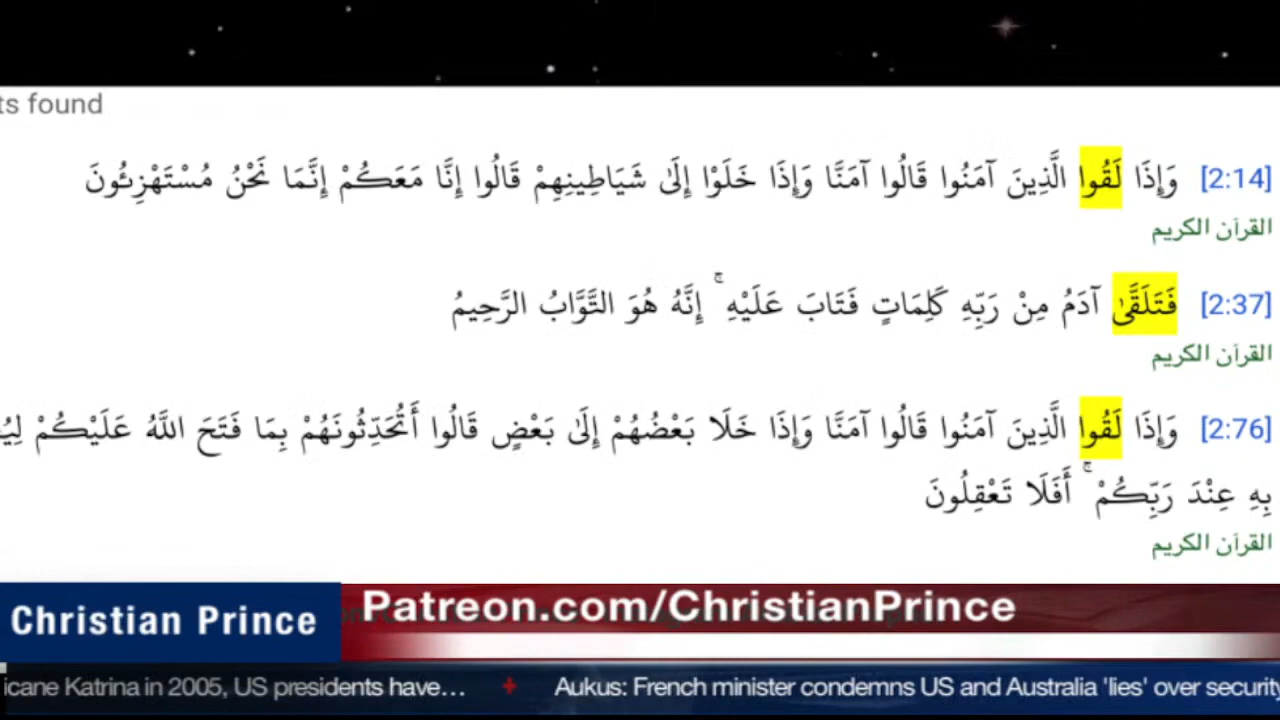 ts found
[2:14] وَإِذَا لَقُوا الَّذِينَ آمَنُوا قَالُوا آمَنَّا وَإِذَا خَلَوْا إِلَىٰ شَيَاطِينِهِمْ قَالُوا إِنَّا مَعَكُمْ إِنَّمَا نَحْنُ مُسْتَهْزِئُونَ
القرآن الكريم
[2:37] فَتَلَقَّىٰ آدَمُ مِنْ رَبِّهِ كَلِمَاتٍ فَتَابَ عَلَيْهِ ۚ إِنَّهُ هُوَ التَّوَّابُ الرَّحِيمُ
القرآن الكريم
[2:76] وَإِذَا لَقُوا الَّذِينَ آمَنُوا قَالُوا آمَنَّا وَإِذَا خَلَا بَعْضُهُمْ إِلَىٰ بَعْضٍ قَالُوا أَتُحَدِّثُونَهُمْ بِمَا فَتَحَ اللَّهُ عَلَيْكُمْ
بِهِ عِنْدَ رَبِّكُمْ ۚ أَفَلَا تَعْقِلُونَ
القرآن الكريم
Christian Prince
Patreon.com/ChristianPrince
icane Katrina in 2005, US presidents have... Aukus: French minister condemns US and Australia 'lies' over security